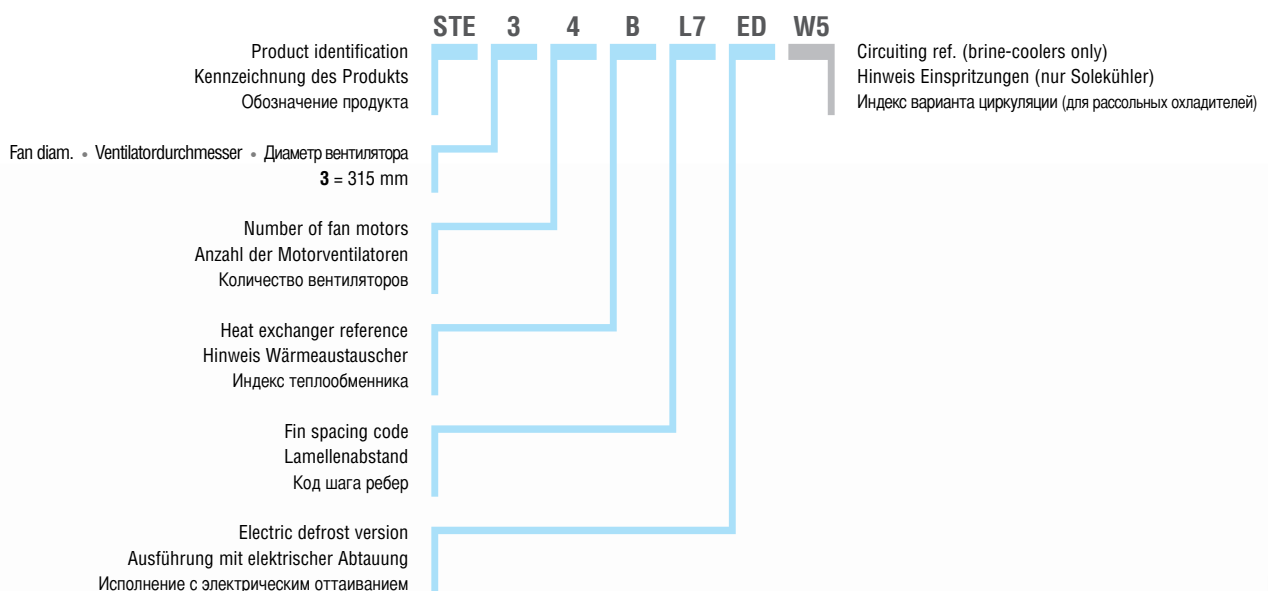 STE 3 4 B L7 ED W5
Product identification
Kennzeichnung des Produkts
Обозначение продукта
Circuiting ref. (brine-coolers only)
Hinweis Einspritzungen (nur Solekühler)
Индекс варианта циркуляции (для рассольных охладителей)
Fan diam. • Ventilatordurchmesser • Диаметр вентилятора
3 = 315 mm
Number of fan motors
Anzahl der Motorventilatoren
Количество вентиляторов
Heat exchanger reference
Hinweis Wärmeaustauscher
Индекс теплообменника
Fin spacing code
Lamellenabstand
Код шага ребер
Electric defrost version
Ausführung mit elektrischer Abtauung
Исполнение с электрическим оттаиванием